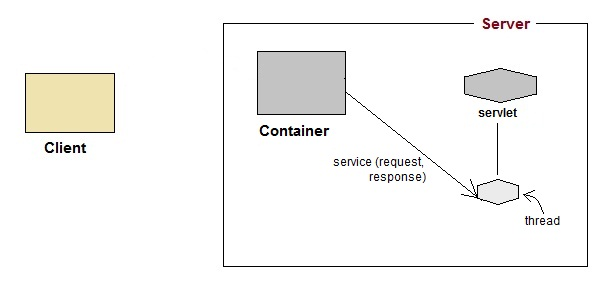 Server
Client
Container
servlet
service (request,
response)
thread